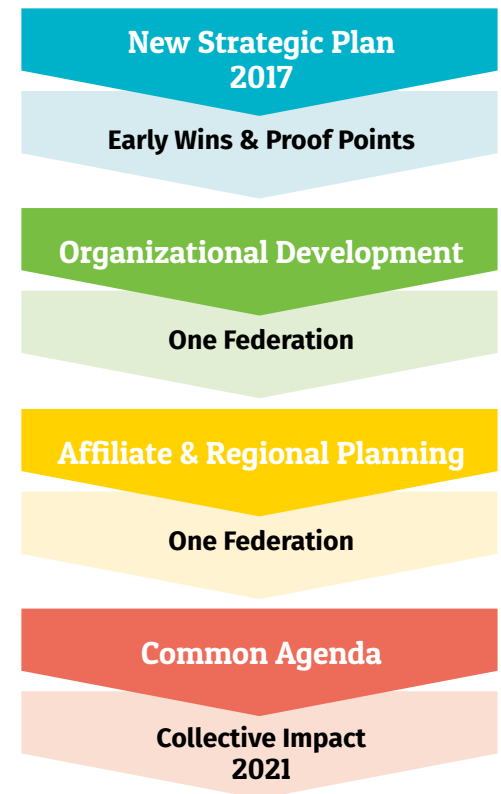 New Strategic Plan
2017
Early Wins & Proof Points
Organizational Development
One Federation
Affiliate & Regional Planning
One Federation
Common Agenda
Collective Impact
2021